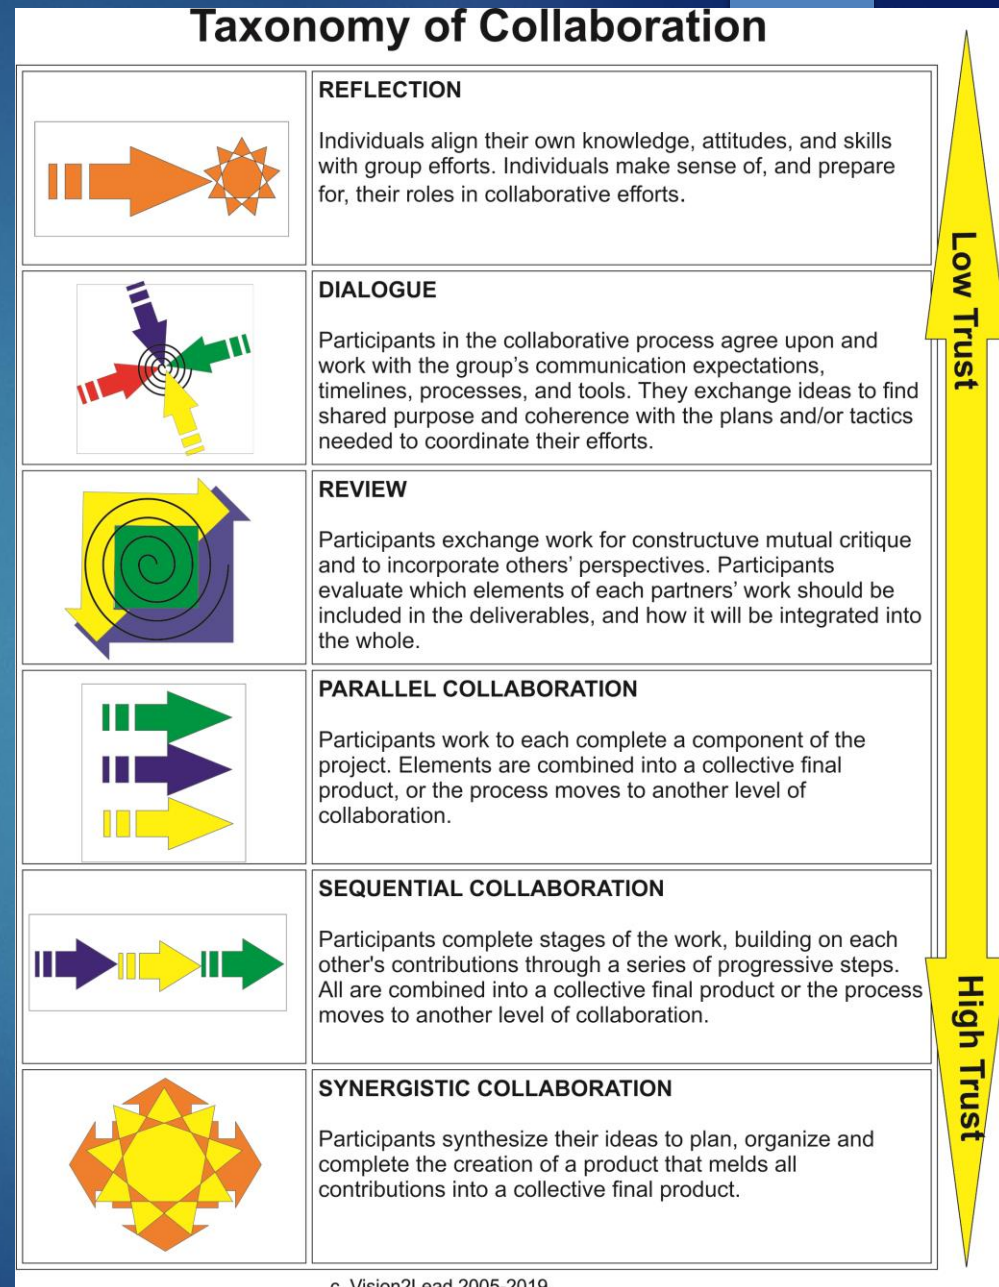 Taxonomy of Collaboration
REFLECTION
Individuals align their own knowledge, attitudes, and skills
with group efforts. Individuals make sense of, and prepare
for, their roles in collaborative efforts.
DIALOGUE
Participants in the collaborative process agree upon and
work with the group's communication expectations,
timelines, processes, and tools. They exchange ideas to find
shared purpose and coherence with the plans and/or tactics
needed to coordinate their efforts.
REVIEW
Participants exchange work for constructuve mutual critique
and to incorporate others' perspectives. Participants
evaluate which elements of each partners' work should be
included in the deliverables, and how it will be integrated into
the whole.
PARALLEL COLLABORATION
Participants work to each complete a component of the
project. Elements are combined into a collective final
product, or the process moves to another level of
collaboration.
SEQUENTIAL COLLABORATION
Participants complete stages of the work, building on each
other's contributions through a series of progressive steps.
All are combined into a collective final product or the process
moves to another level of collaboration.
SYNERGISTIC COLLABORATION
Participants synthesize their ideas to plan, organize and
complete the creation of a product that melds all
contributions into a collective final product.
Low Trust
High Trust
c. Vision2Lead 2005-2019